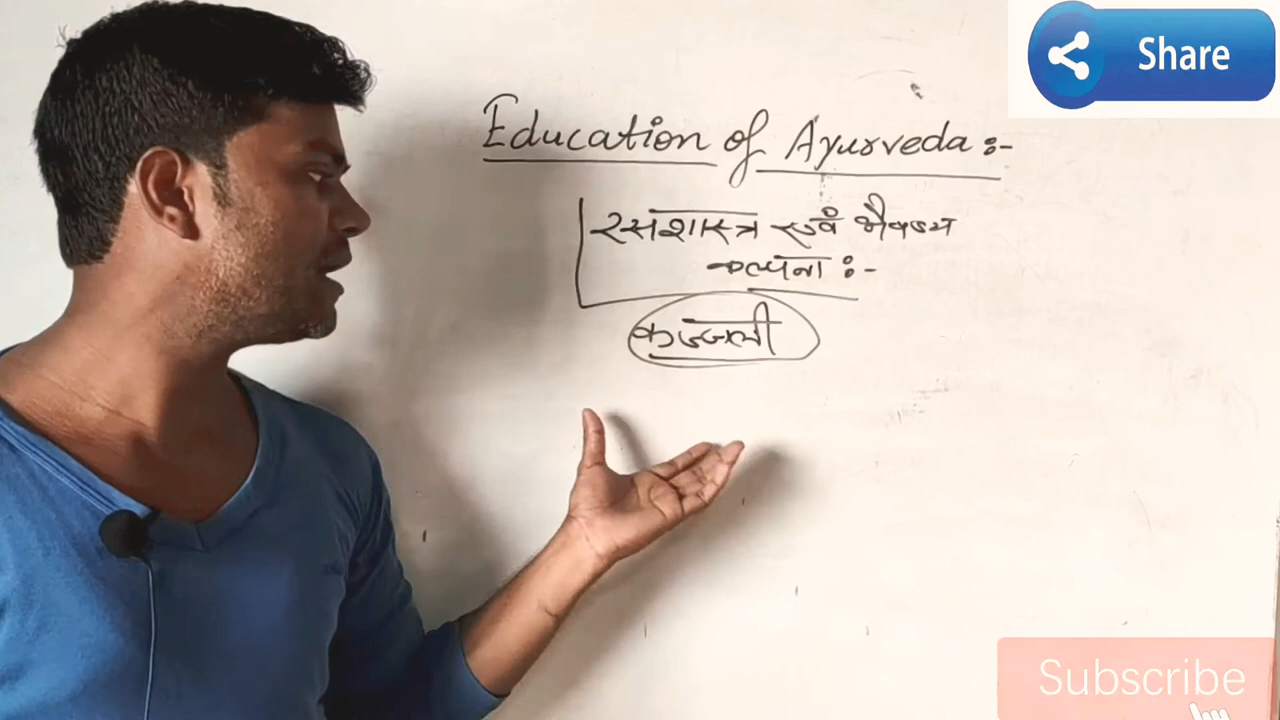 Share
Education of Ayurveda :-
रसशास्त्र एवं भैषज्य
कल्पना :-
कज्जली
Subscribe